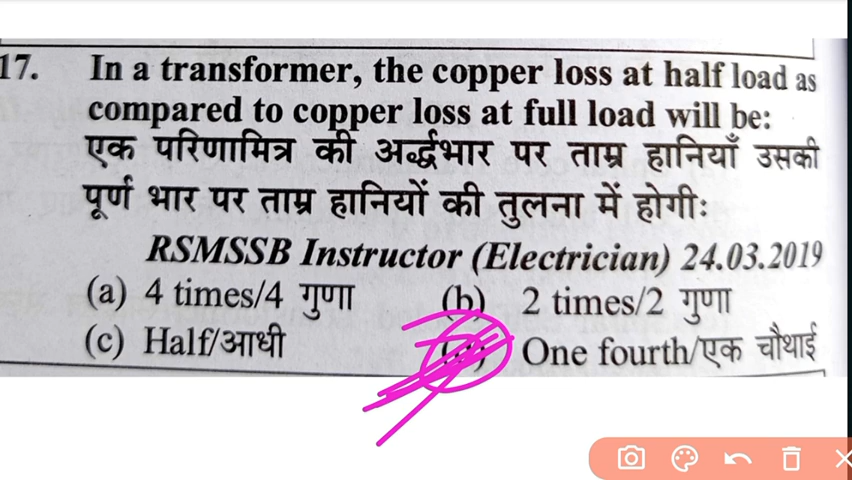 17. In a transformer, the copper loss at half load as
compared to copper loss at full load will be:
एक परिणामित्र की अर्द्धभार पर ताम्र हानियाँ उसकी
पूर्ण भार पर ताम्र हानियों की तुलना में होगीः
RSMSSB Instructor (Electrician) 24.03.2019
(a) 4 times/4 गुणा (b) 2 times/2 गुणा
(c) Half/आधी One fourth/एक चौथाई